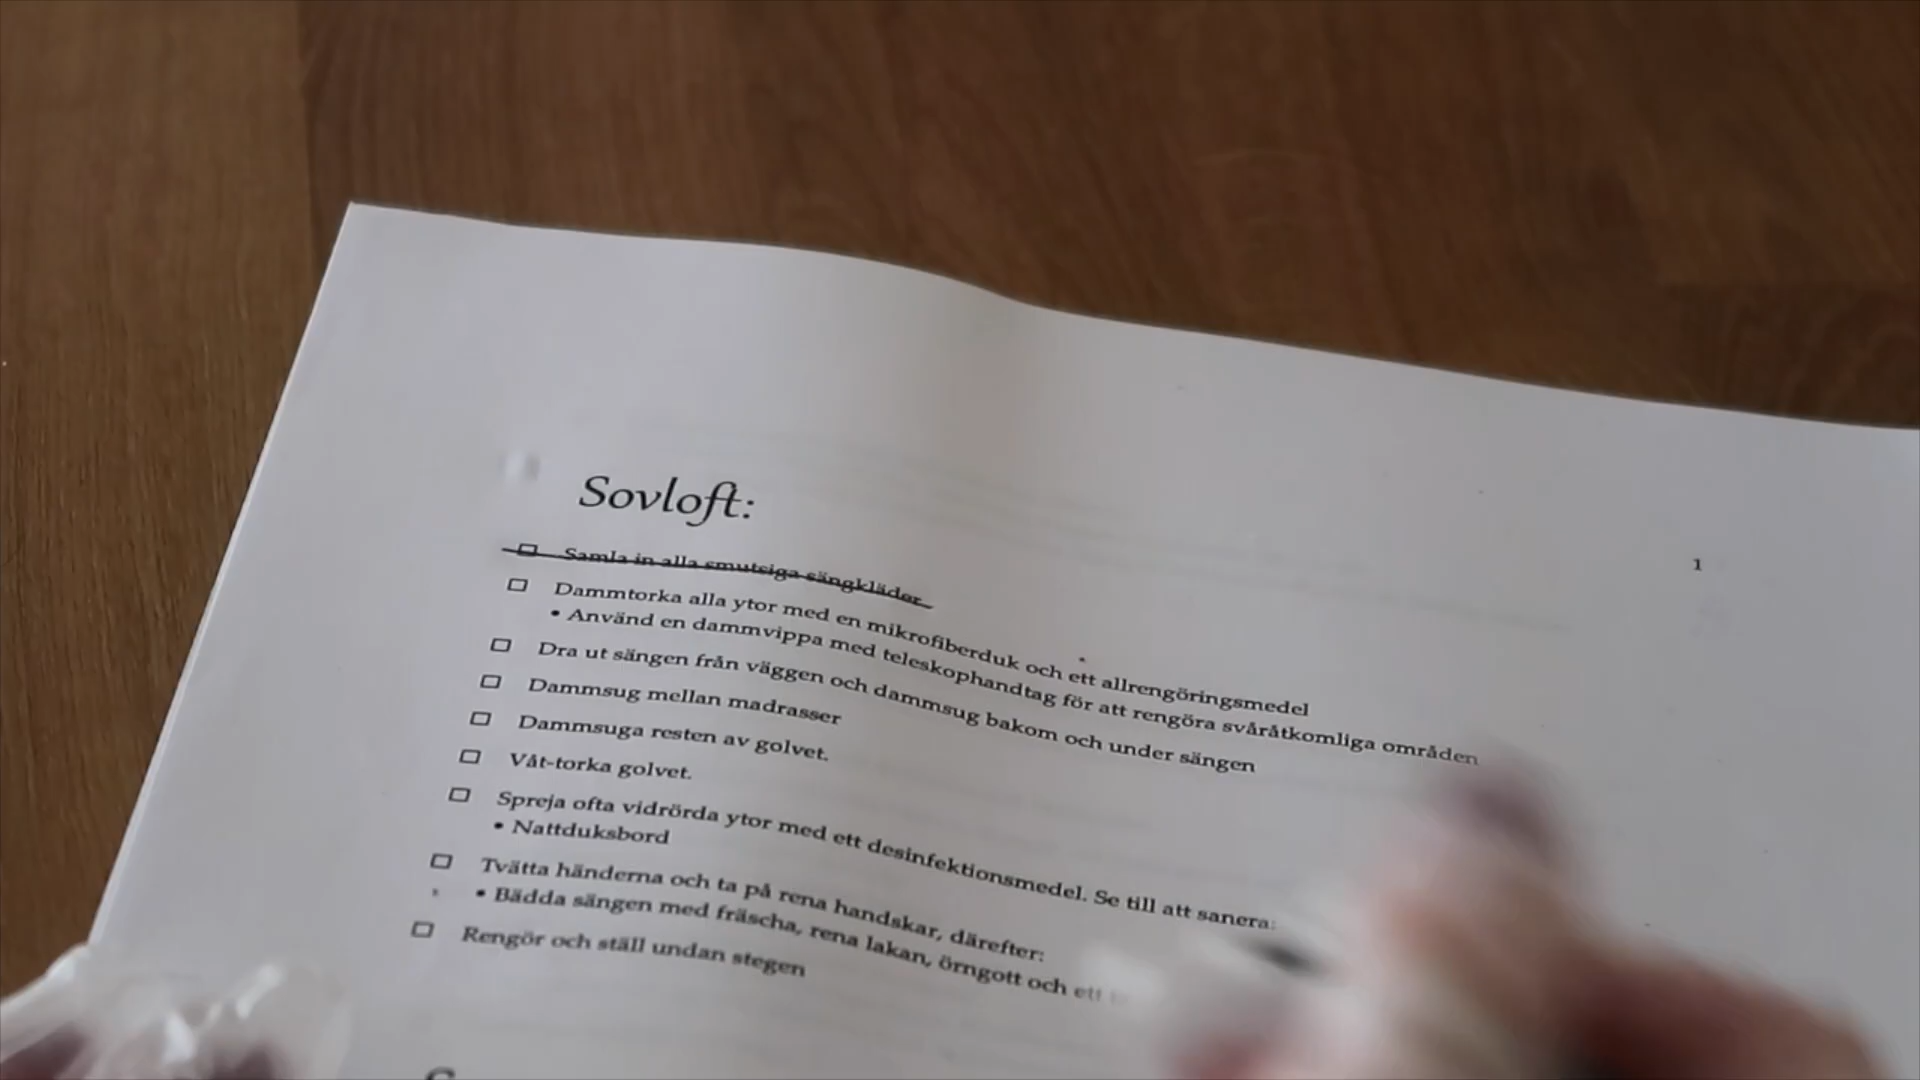 1
Sovloft:
Samla in alla smutsiga sängkläder
Dammtorka alla ytor med en mikrofiberduk och ett allrengöringsmedel
• Använd en dammvippa med teleskophandtag för att rengöra svåråtkomliga områden
Dra ut sängen från väggen och dammsug bakom och under sängen
Dammsug mellan madrasser
Dammsuga resten av golvet.
Våt-torka golvet.
Spreja ofta vidrörda ytor med ett desinfektionsmedel. Se till att sanera:
• Nattduksbord
Tvätta händerna och ta på rena handskar, därefter:
• Bädda sängen med fräscha, rena lakan, örngott och ett
Rengör och ställ undan stegen